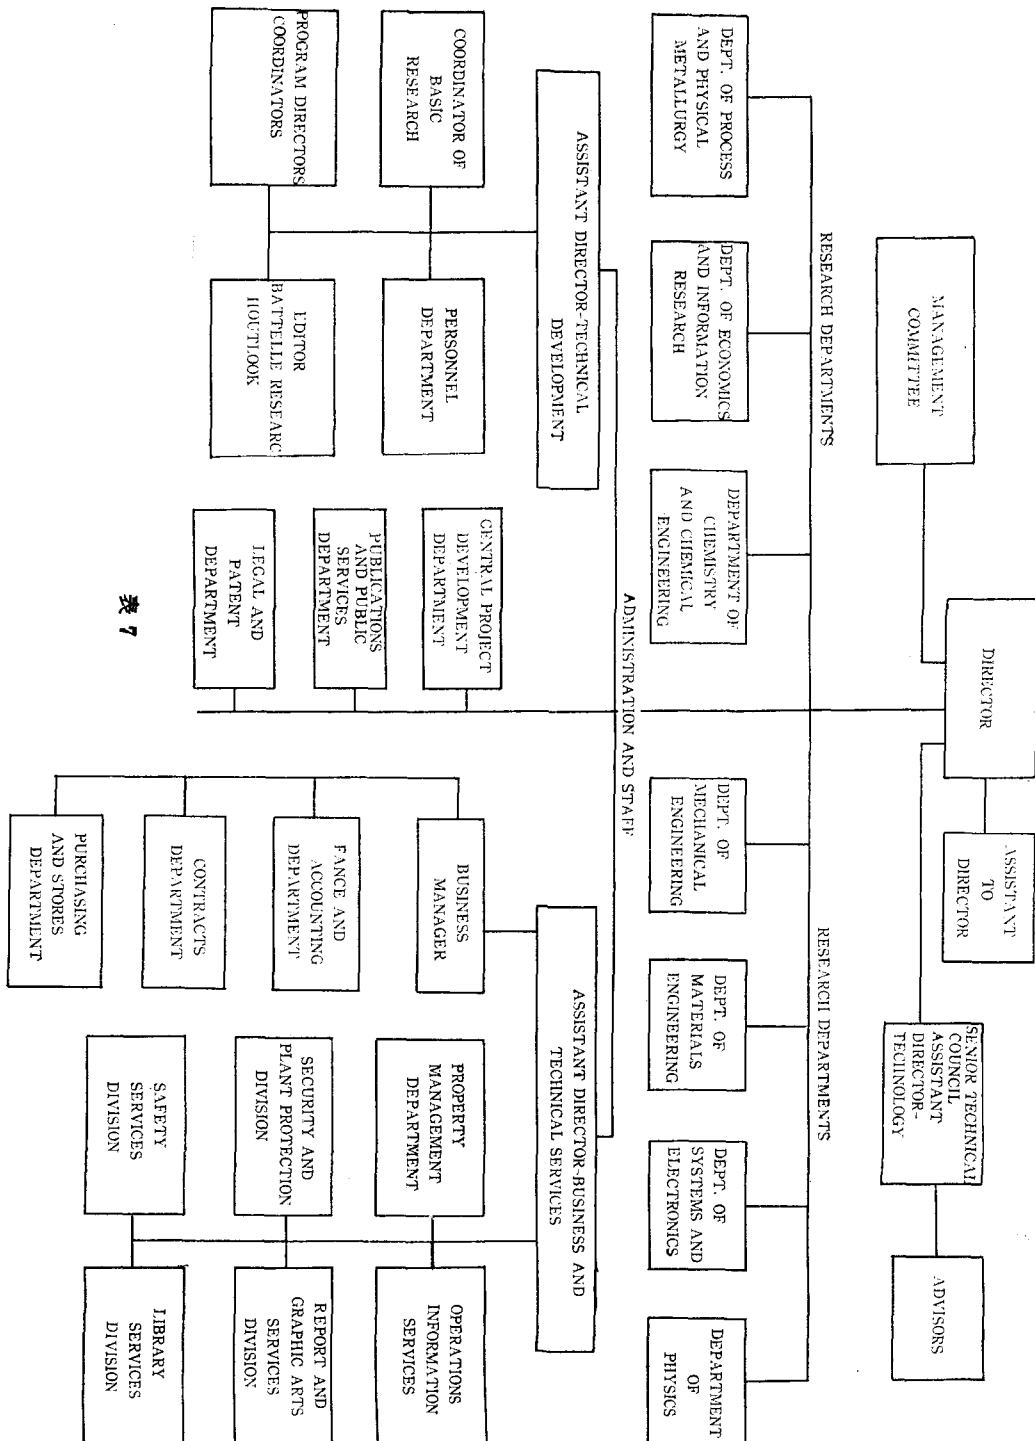 DIRECTOR
ASSISTANT
TO
DIRECTOR
MANAGEMENT
COMMITTEE
SENIOR TECHNICAL
COUNCIL
ASSISTANT
DIRECTOR-
TECHNOLOGY
ADVISORS
RESEARCH DEPARTMENTS
RESEARCH DEPARTMENTS
DEPT. OF PROCESS
AND PHYSICAL
METALLURGY
DEPT. OF ECONOMICS
AND INFORMATION
RESEARCH
DEPARTMENT OF
CHEMISTRY
AND CHEMICAL
ENGINEERING
DEPT. OF
MECHANICAL
ENGINEERING
DEPT. OF
MATERIALS
ENGINEERING
DEPT. OF
SYSTEMS AND
ELECTRONICS
DEPARTMENT
OF
PHYSICS
ADMINISTRATION AND STAFF
ASSISTANT DIRECTOR-TECHNICAL
DEVELOPMENT
ASSISTANT DIRECTOR-BUSINESS AND
TECHNICAL SERVICES
COORDINATOR OF
BASIC
RESEARCH
PERSONNEL
DEPARTMENT
PROGRAM DIRECTORS
COORDINATORS
EDITOR
BATTELLE RESEARC
HOUTLOOK
CENTRAL PROJECT
DEVELOPMENT
DEPARTMENT
PUBLICATIONS
AND PUBLIC
SERVICES
DEPARTMENT
LEGAL AND
PATENT
DEPARTMENT
BUSINESS
MANAGER
FANCE AND
ACCOUNTING
DEPARTMENT
CONTRACTS
DEPARTMENT
PURCHASING
AND STORES
DEPARTMENT
PROPERTY
MANAGEMENT
DEPARTMENT
OPERATIONS
INFORMATION
SERVICES
SECURITY AND
PLANT PROTECTION
DIVISION
REPORT AND
GRAPHIC ARTS
SERVICES
DIVISION
SAFETY
SERVICES
DIVISION
LIBRARY
SERVICES
DIVISION
表 7